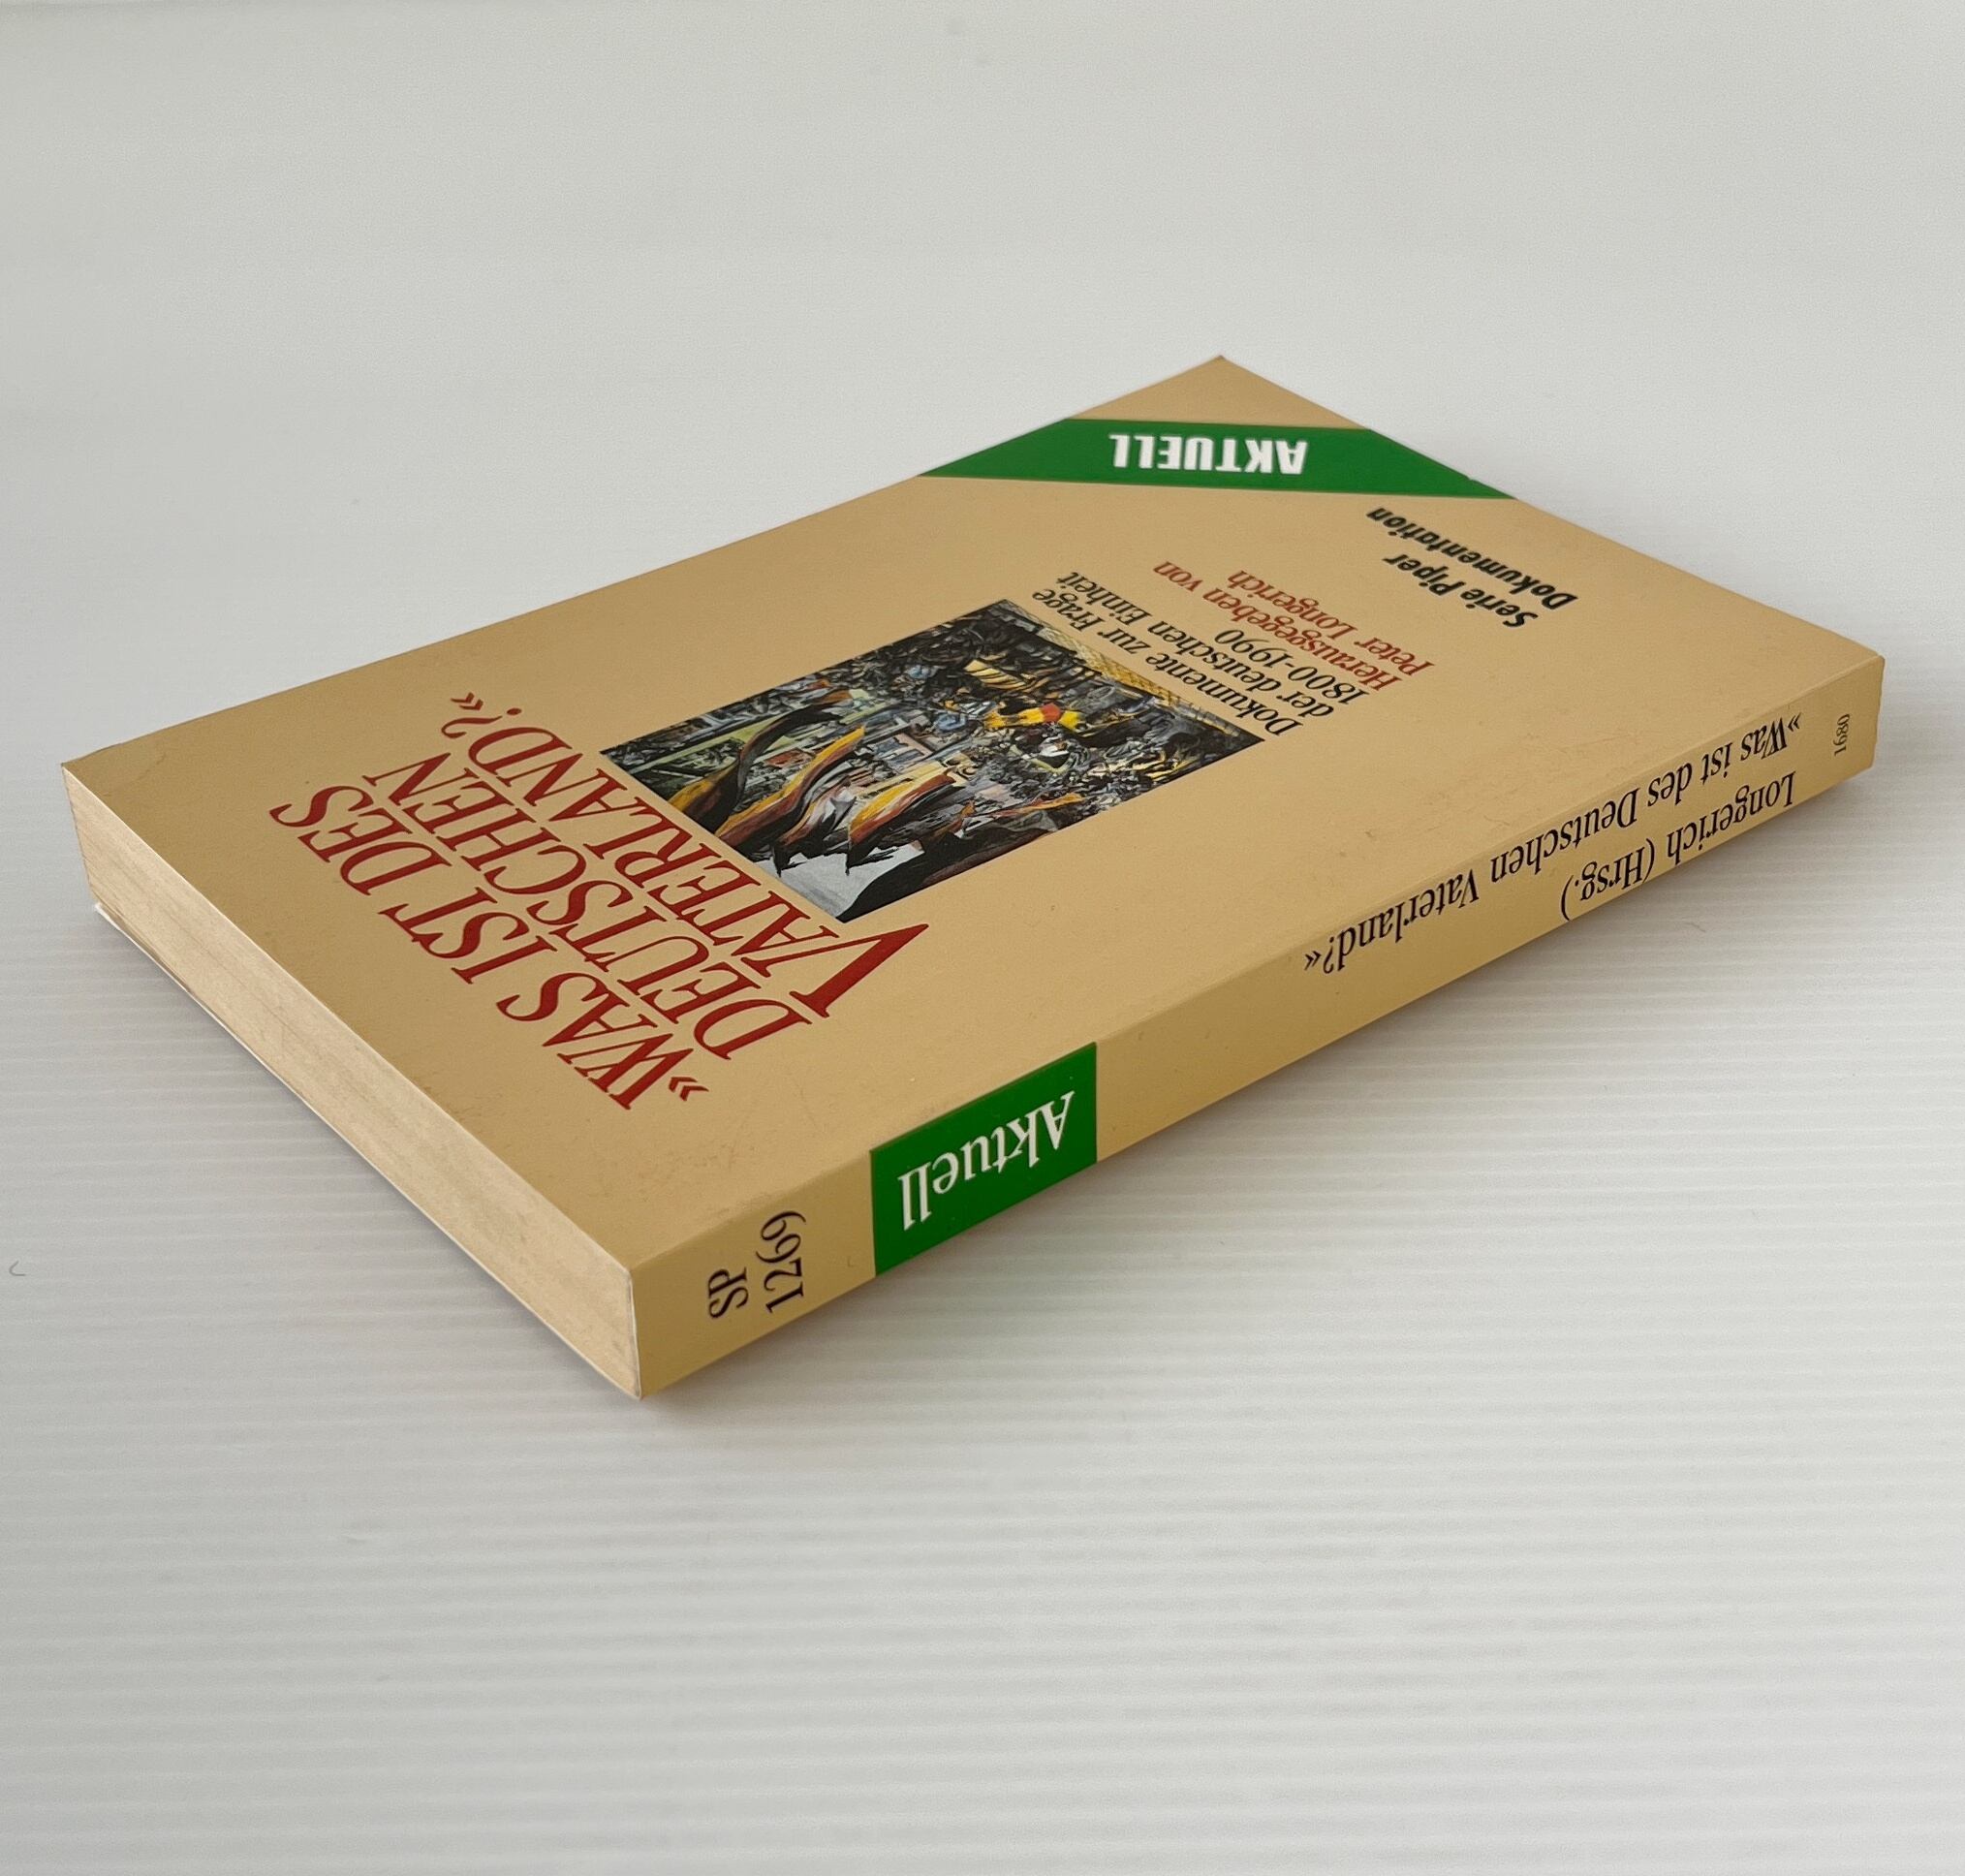 »WAS IST DES
DEUTSCHEN
VATERLAND?«
Dokumente zur Frage
der deutschen Einheit
1800-1990
Herausgegeben von
Peter Longerich
Serie Piper
Dokumentation
AKTUELL
SP
1269
Aktuell
Longerich (Hrsg.)
»Was ist des Deutschen Vaterland?«
1680